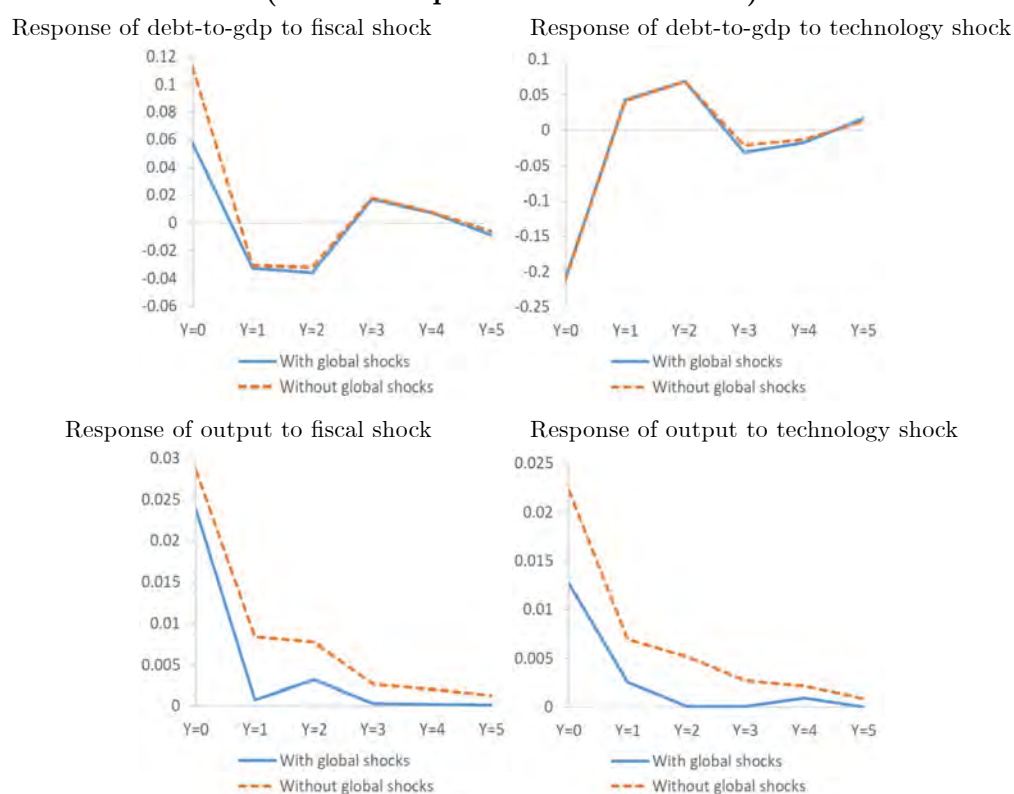 Response of debt-to-gdp to fiscal shock
0.12
0.1
0.08
0.06
0.04
0.02
0
-0.02
-0.04
-0.06
Y=0 Y=1 Y=2 Y=3 Y=4 Y=5
With global shocks
Without global shocks
Response of debt-to-gdp to technology shock
0.1
0.05
0
-0.05
-0.1
-0.15
-0.2
-0.25
Y=0 Y=1 Y=2 Y=3 Y=4 Y=5
With global shocks
Without global shocks
Response of output to fiscal shock
0.03
0.025
0.02
0.015
0.01
0.005
0
Y=0 Y=1 Y=2 Y=3 Y=4 Y=5
With global shocks
Without global shocks
Response of output to technology shock
0.025
0.02
0.015
0.01
0.005
0
Y=0 Y=1 Y=2 Y=3 Y=4 Y=5
With global shocks
Without global shocks